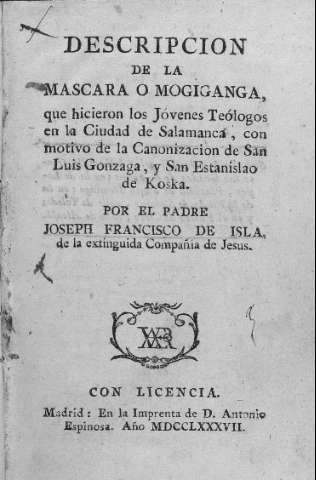 DESCRIPCION
DE LA
MASCARA O MOGIGANGA,
que hicieron los Jóvenes Teólogos
en la Ciudad de Salamanca, con
motivo de la Canonizacion de San
Luis Gonzaga, y San Estanislao
de Koska.
POR EL PADRE
JOSEPH FRANCISCO DE ISLA,
de la extinguida Compañia de Jesus.
CON LICENCIA.
Madrid: En la Imprenta de D. Antonio
Espinosa. Año MDCCLXXXVII.